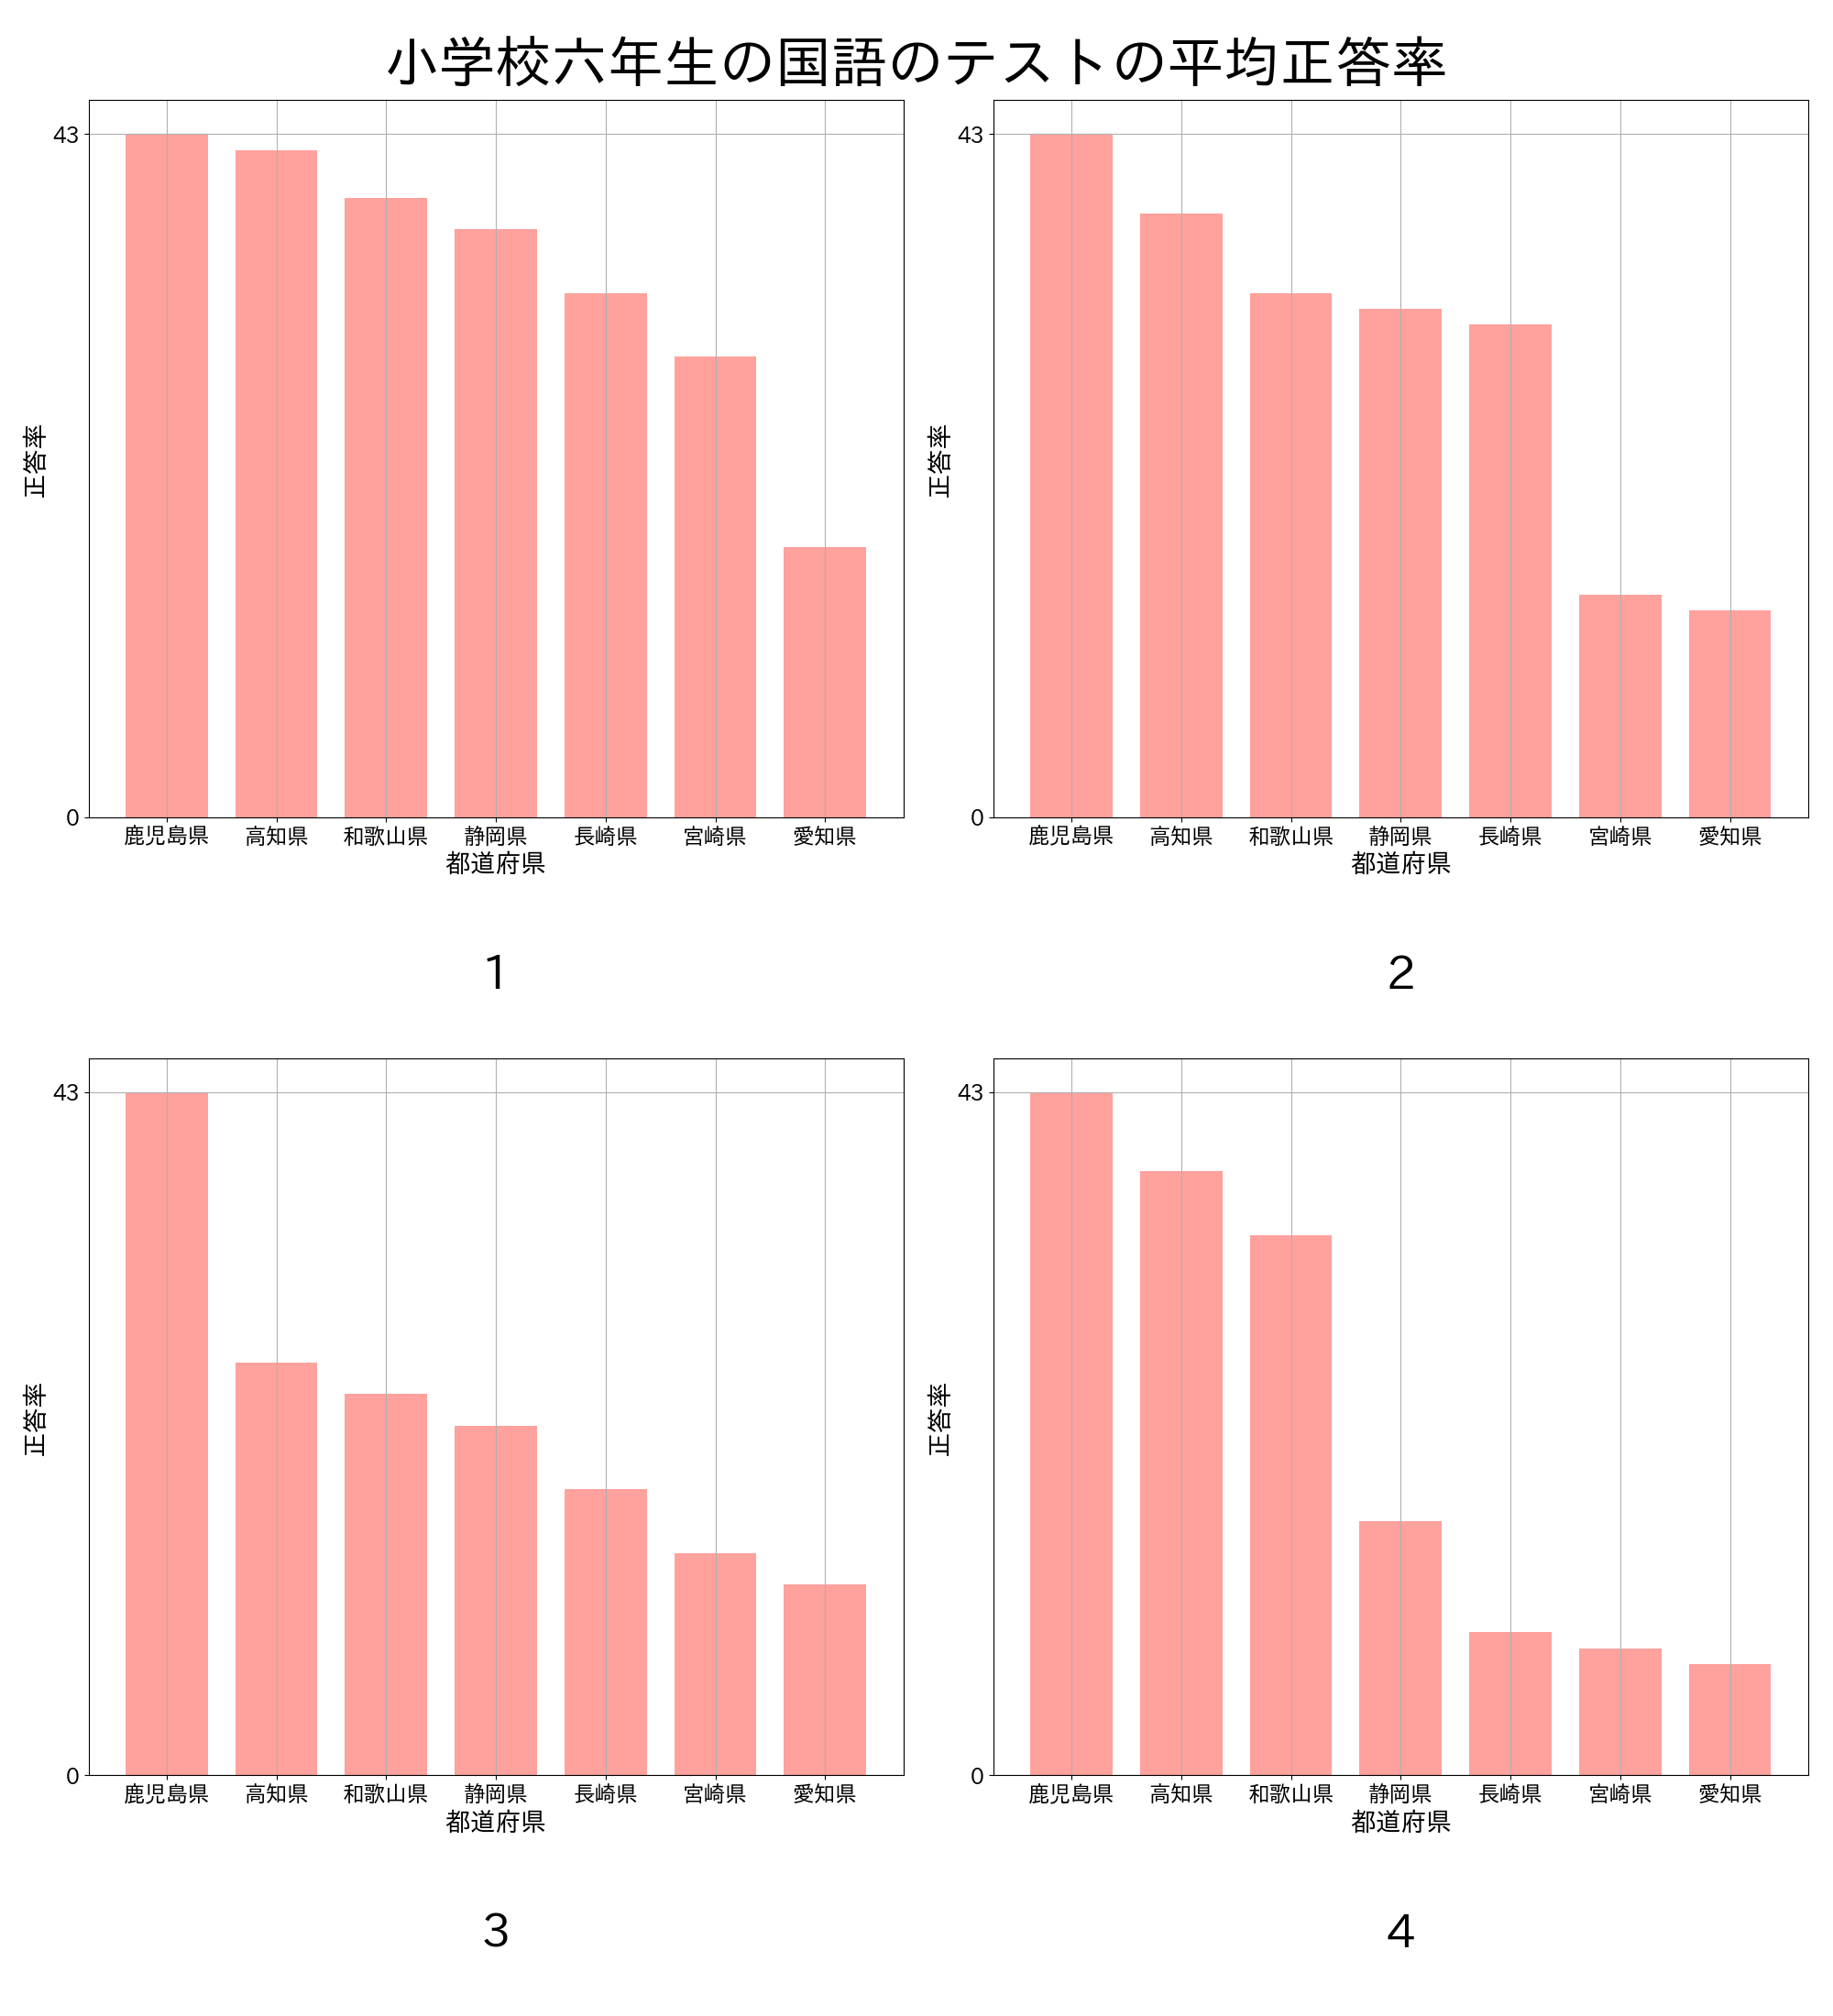 小学校六年生の国語のテストの平均正答率
43
0
正答率
鹿児島県 高知県 和歌山県 静岡県 長崎県 宮崎県 愛知県
都道府県
1
43
0
正答率
鹿児島県 高知県 和歌山県 静岡県 長崎県 宮崎県 愛知県
都道府県
2
43
0
正答率
鹿児島県 高知県 和歌山県 静岡県 長崎県 宮崎県 愛知県
都道府県
3
43
0
正答率
鹿児島県 高知県 和歌山県 静岡県 長崎県 宮崎県 愛知県
都道府県
4